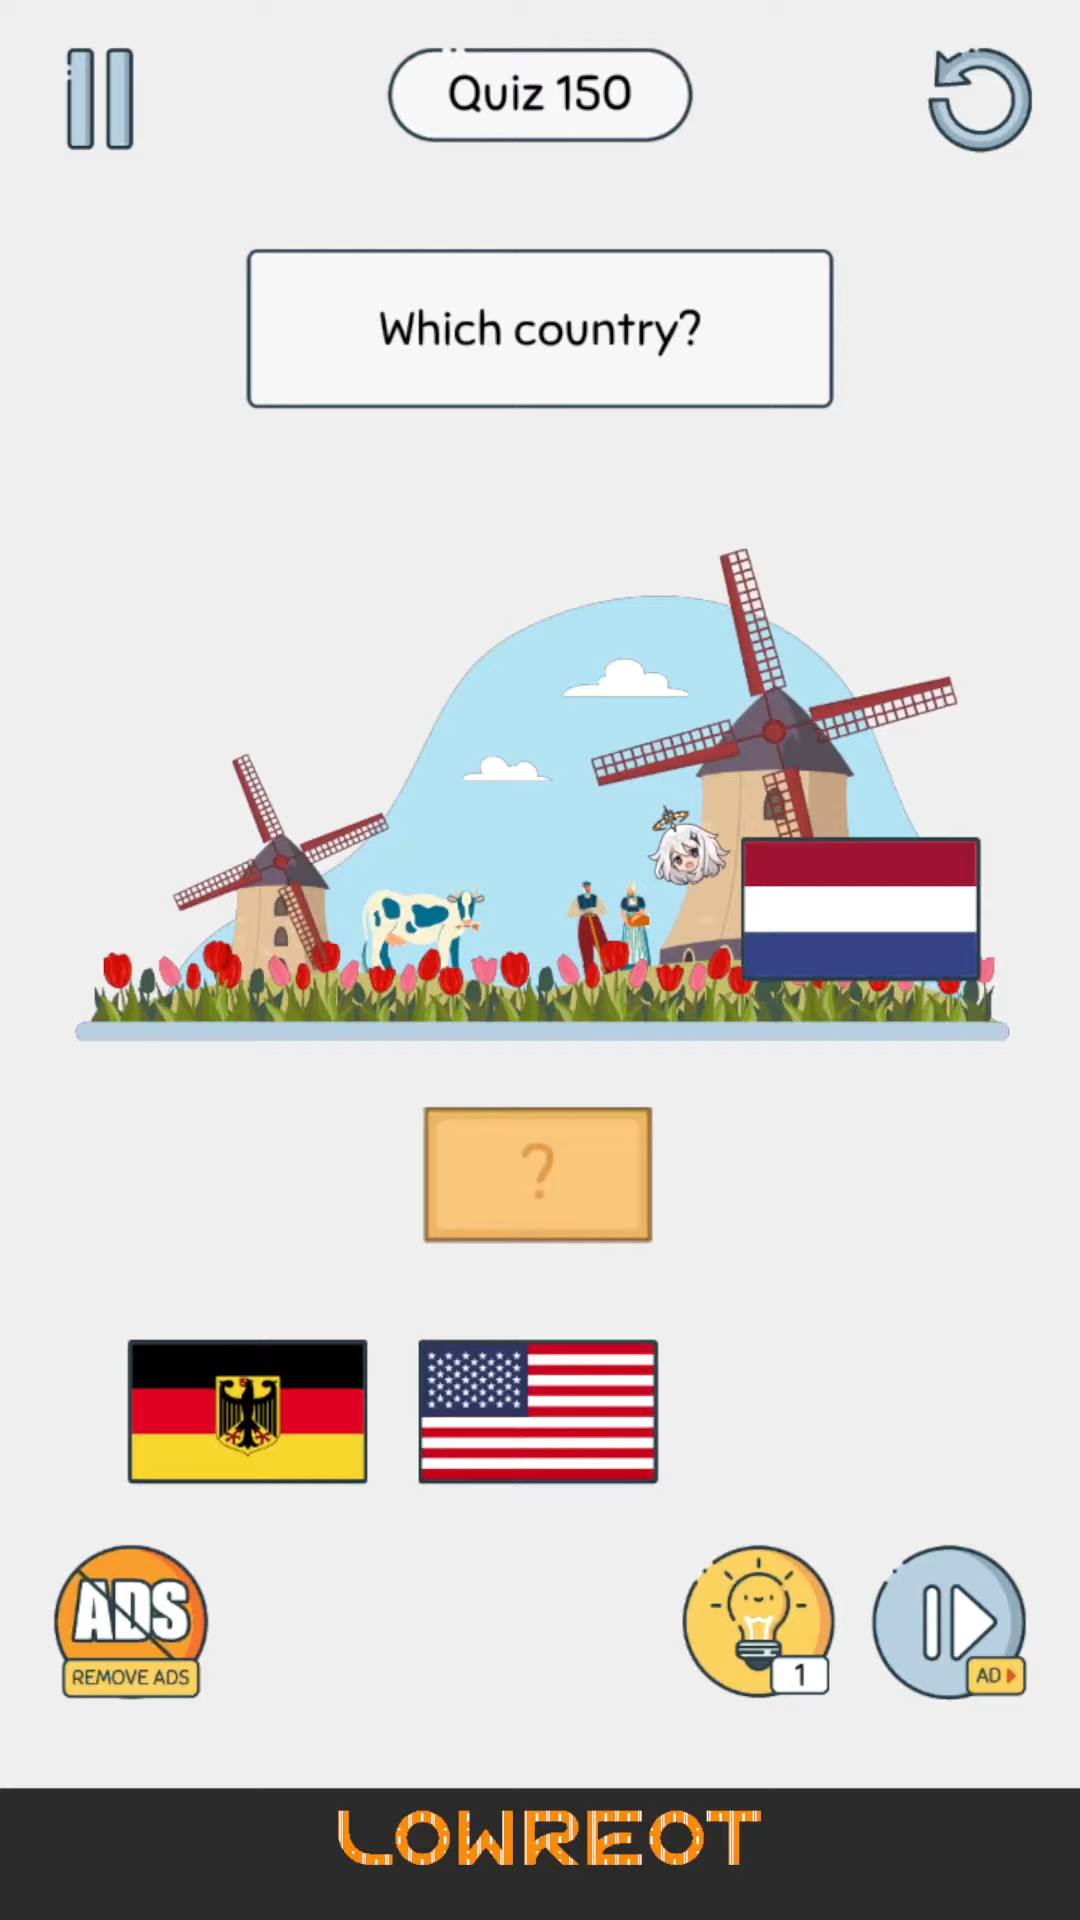 Quiz 150
Which country?
?
ADS
REMOVE ADS
1
AD
LOWREOT